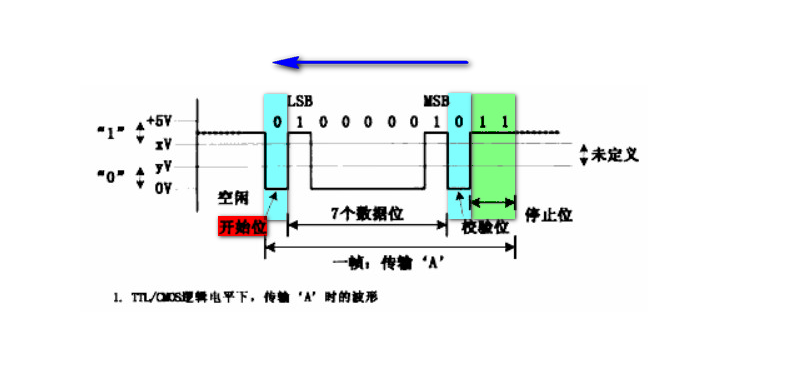 LSB MSB
0 1 0 0 0 0 0 1 0 1 1
+5V
“1”
xV
未定义
yV
“0”
0V
空闲
7个数据位
停止位
开始位
校验位
一帧：传输‘A’
1. TTL/CMOS逻辑电平下，传输‘A’时的波形